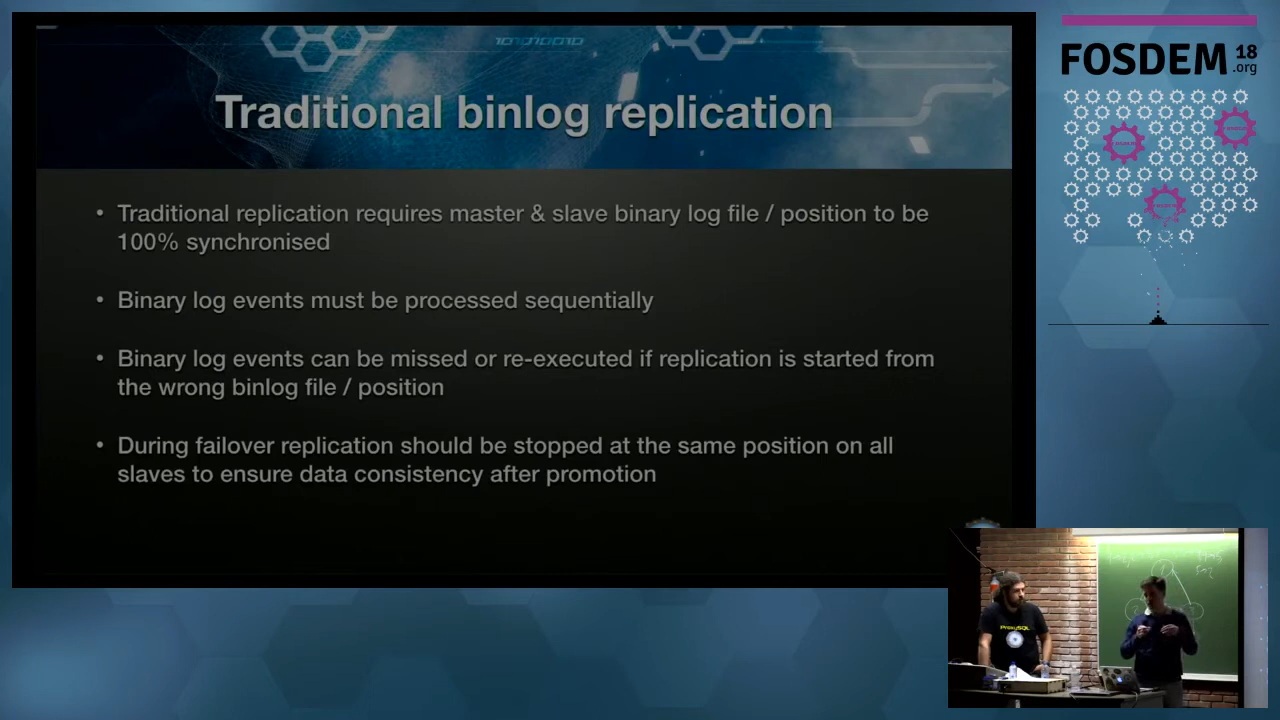 Traditional binlog replication
• Traditional replication requires master & slave binary log file / position to be
100% synchronised
• Binary log events must be processed sequentially
• Binary log events can be missed or re-executed if replication is started from
the wrong binlog file / position
• During failover replication should be stopped at the same position on all
slaves to ensure data consistency after promotion
FOSDEM 18
.org
ProxySQL